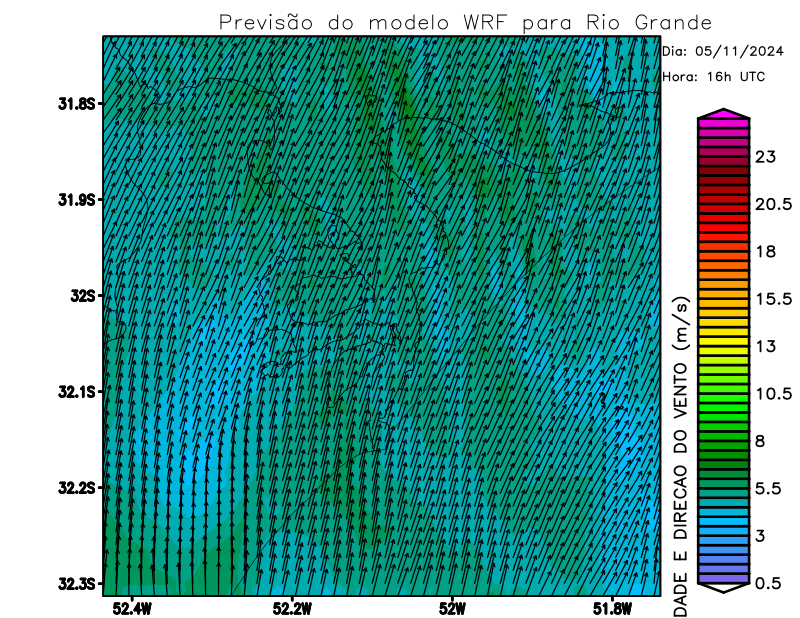 Previsão do modelo WRF para Rio Grande
Dia: 05/11/2024
Hora: 16h UTC
31.8S
31.9S
32S
32.1S
32.2S
32.3S
52.4W
52.2W
52W
51.8W
DADE E DIRECAO DO VENTO (m/s)
23
20.5
18
15.5
13
10.5
8
5.5
3
0.5